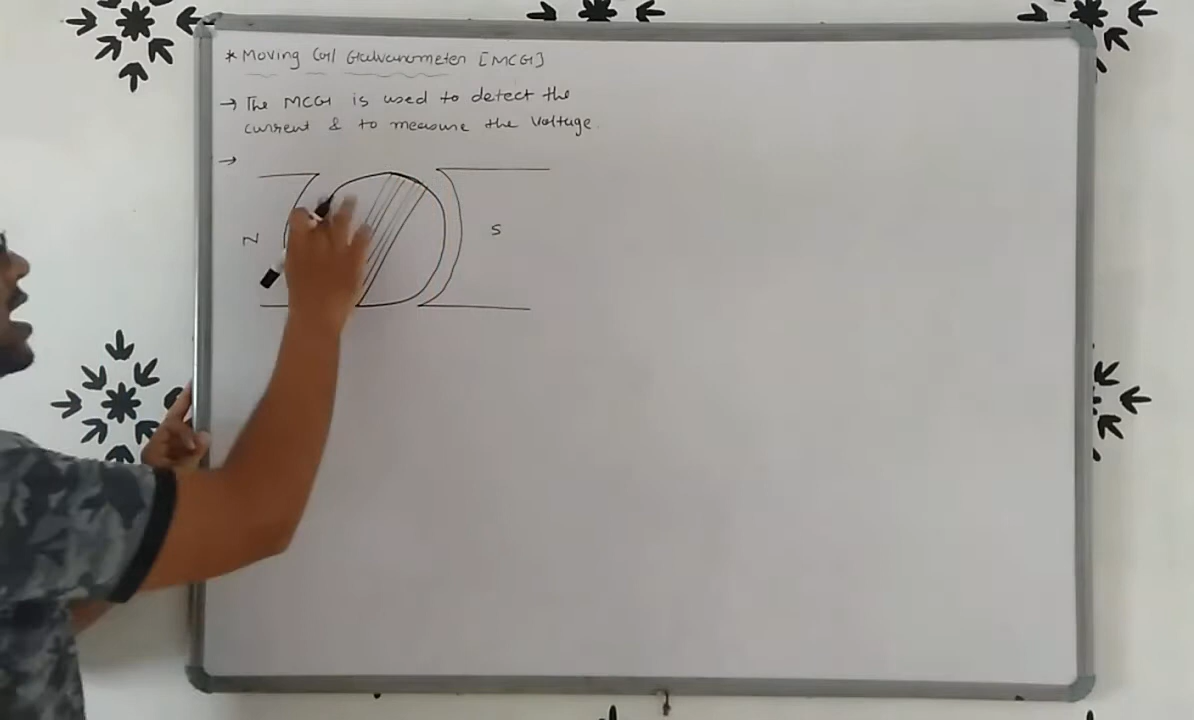 * Moving Coil Galvanometer [MCG]
→ The MCG is used to detect the
current & to measure the voltage.
→
N
S